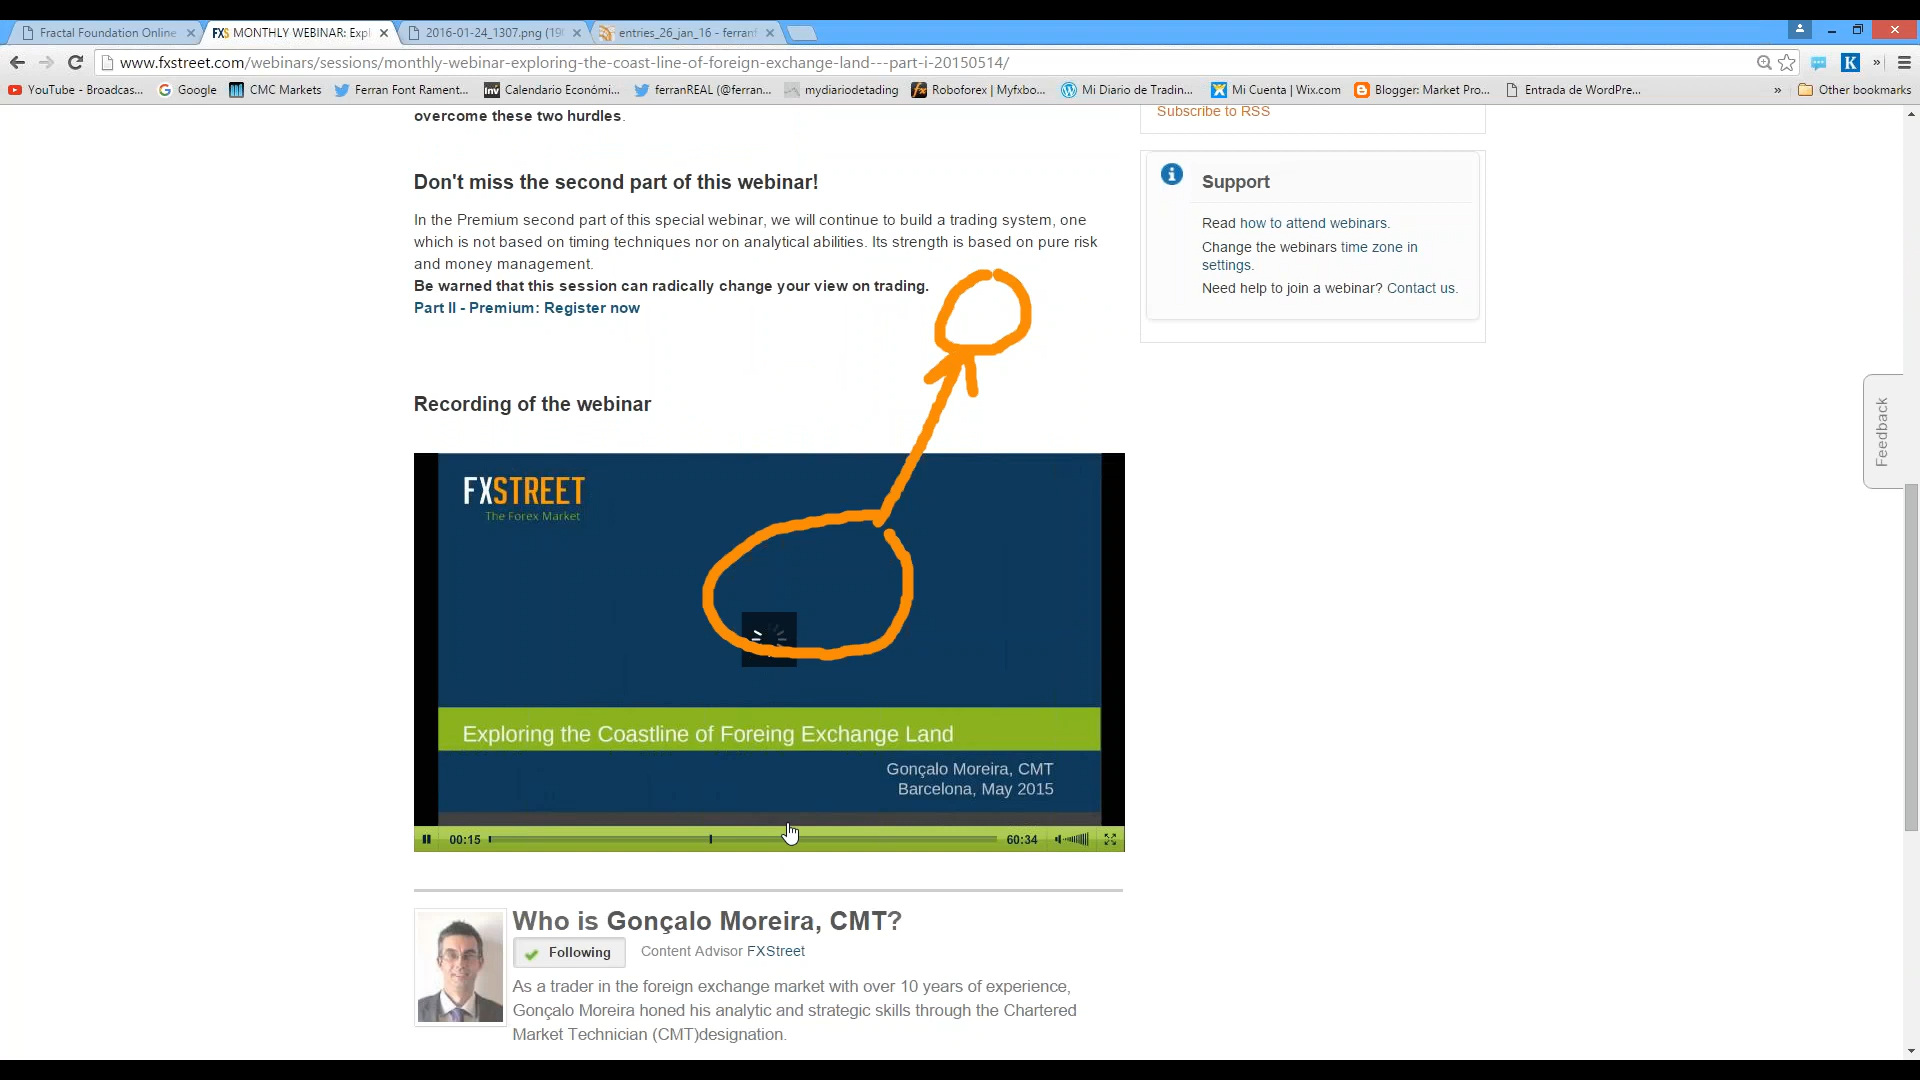 Fractal Foundation Online
FXS MONTHLY WEBINAR: Expl
2016-01-24_1307.png (19
entries_26_jan_16 - ferran
www.fxstreet.com/webinars/sessions/monthly-webinar-exploring-the-coast-line-of-foreign-exchange-land---part-i-20150514/
K
»
YouTube - Broadcas...
Google
CMC Markets
Ferran Font Rament...
Inv
Calendario Económi...
ferranREAL (@ferran...
mydiariodetading
fx
Roboforex | Myfxbo...
Mi Diario de Tradin...
Mi Cuenta | Wix.com
Blogger: Market Pro...
Entrada de WordPre...
»
Other bookmarks
overcome these two hurdles.
Subscribe to RSS
Don't miss the second part of this webinar!
In the Premium second part of this special webinar, we will continue to build a trading system, one
which is not based on timing techniques nor on analytical abilities. Its strength is based on pure risk
and money management.
Be warned that this session can radically change your view on trading.
Part II - Premium: Register now
Support
Read how to attend webinars.
Change the webinars time zone in
settings.
Need help to join a webinar? Contact us.
Feedback
Recording of the webinar
FXSTREET
The Forex Market
Exploring the Coastline of Foreing Exchange Land
Gonçalo Moreira, CMT
Barcelona, May 2015
00:15
60:34
Who is Gonçalo Moreira, CMT?
Following
Content Advisor FXStreet
As a trader in the foreign exchange market with over 10 years of experience,
Gonçalo Moreira honed his analytic and strategic skills through the Chartered
Market Technician (CMT)designation.